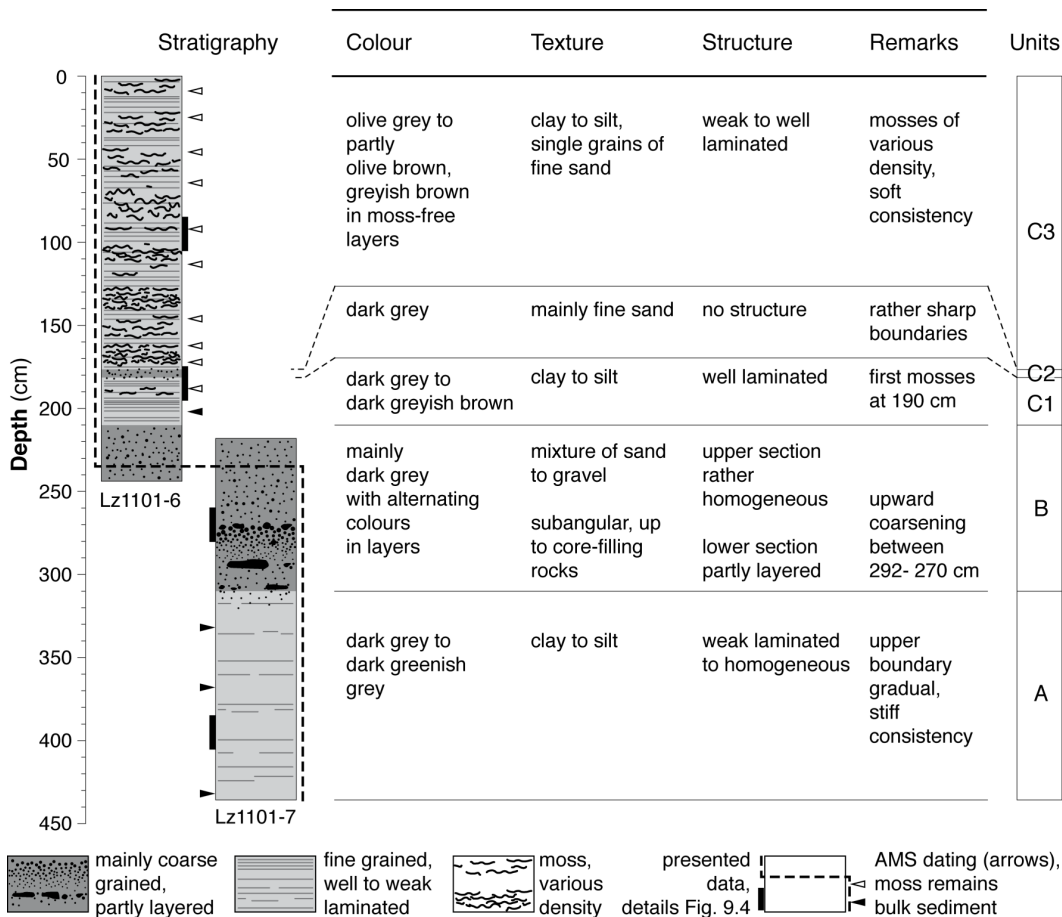 Stratigraphy
Colour
Texture
Structure
Remarks
Units
Depth (cm)
0
50
100
150
200
250
300
350
400
450
Lz1101-6
Lz1101-7
olive grey to
partly
olive brown,
greyish brown
in moss-free
layers
clay to silt,
single grains of
fine sand
weak to well
laminated
mosses of
various
density,
soft
consistency
C3
dark grey
mainly fine sand
no structure
rather sharp
boundaries
C2
dark grey to
dark greyish brown
clay to silt
well laminated
first mosses
at 190 cm
C1
mainly
dark grey
with alternating
colours
in layers
mixture of sand
to gravel
subangular, up
to core-filling
rocks
upper section
rather
homogeneous
lower section
partly layered
upward
coarsening
between
292- 270 cm
B
dark grey to
dark greenish
grey
clay to silt
weak laminated
to homogeneous
upper
boundary
gradual,
stiff
consistency
A
mainly coarse
grained,
partly layered
fine grained,
well to weak
laminated
moss,
various
density
presented
data,
details Fig. 9.4
AMS dating (arrows),
moss remains
bulk sediment